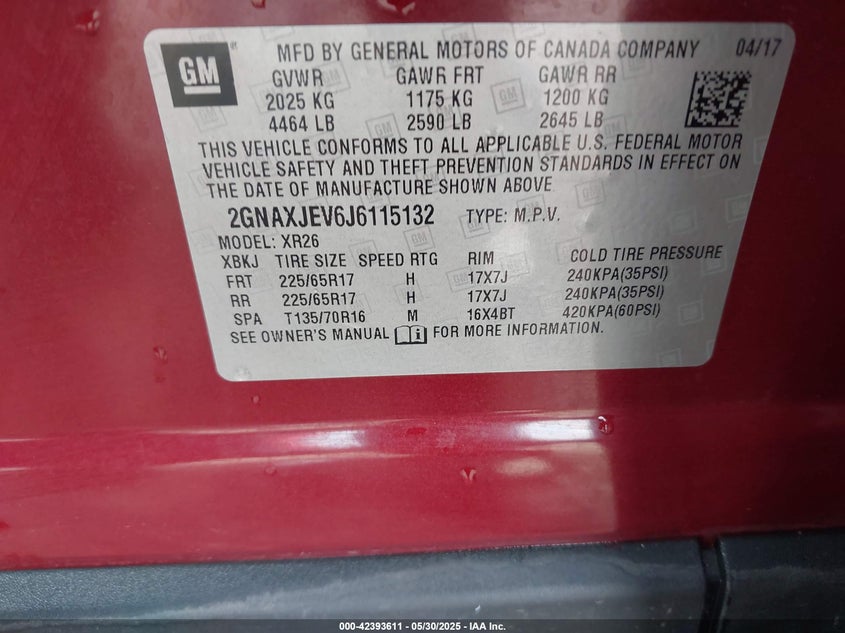 GM MFD BY GENERAL MOTORS OF CANADA COMPANY 04/17
GVWR GAWR FRT GAWR RR
2025 KG 1175 KG 1200 KG
4464 LB 2590 LB 2645 LB
THIS VEHICLE CONFORMS TO ALL APPLICABLE U.S. FEDERAL MOTOR
VEHICLE SAFETY AND THEFT PREVENTION STANDARDS IN EFFECT ON
THE DATE OF MANUFACTURE SHOWN ABOVE
2GNAXJEV6J6115132 TYPE: M.P.V.
MODEL: XR26
XBKJ TIRE SIZE SPEED RTG RIM COLD TIRE PRESSURE
FRT 225/65R17 H 17X7J 240KPA(35PSI)
RR 225/65R17 H 17X7J 240KPA(35PSI)
SPA T135/70R16 M 16X4BT 420KPA(60PSI)
SEE OWNER'S MANUAL FOR MORE INFORMATION.
000-42393611 - 05/30/2025 - IAA Inc.